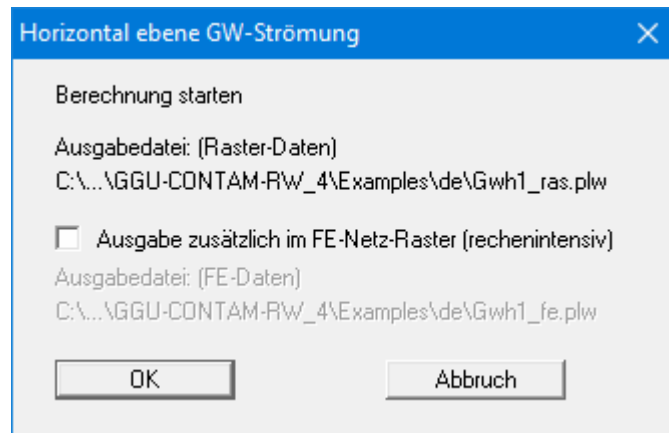 Horizontal ebene GW-Strömung
Berechnung starten
Ausgabedatei: (Raster-Daten)
C:\...\GGU-CONTAM-RW_4\Examples\de\Gwh1_ras.plw
Ausgabe zusätzlich im FE-Netz-Raster (rechenintensiv)
Ausgabedatei: (FE-Daten)
C:\...\GGU-CONTAM-RW_4\Examples\de\Gwh1_fe.plw
OK Abbruch